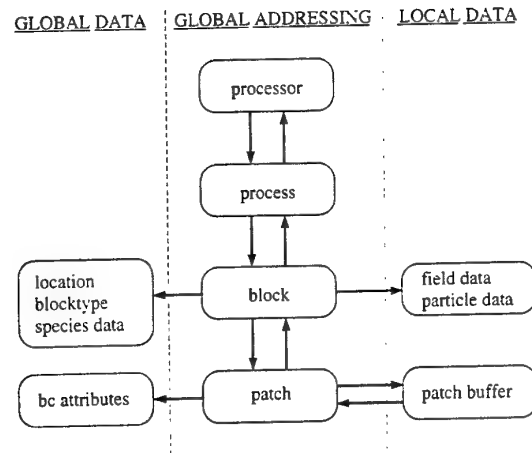 GLOBAL DATA
GLOBAL ADDRESSING
LOCAL DATA
processor
process
location
blocktype
species data
block
field data
particle data
bc attributes
patch
patch buffer